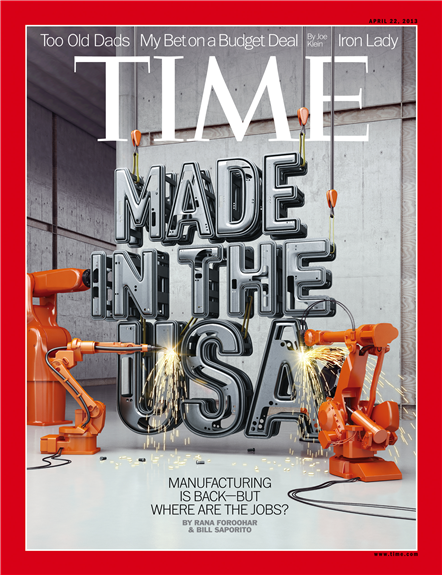 APRIL 22, 2013
Too Old Dads | My Bet on a Budget Deal | By Joe Klein | Iron Lady
TIME
MADE
IN THE
USA
MANUFACTURING
IS BACK—BUT
WHERE ARE THE JOBS?
BY RANA FOROOHAR
& BILL SAPORITO
www.time.com